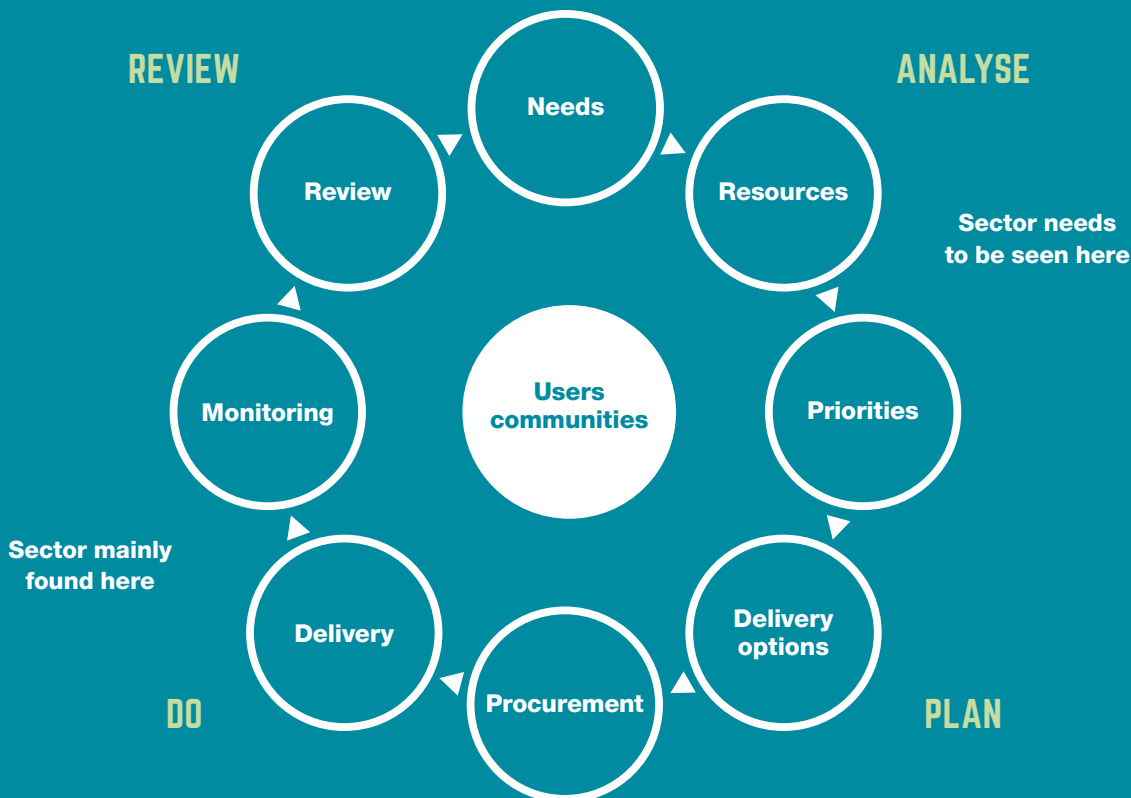 REVIEW
ANALYSE
Needs
Review
Resources
Sector needs
to be seen here
Users
communities
Monitoring
Priorities
Sector mainly
found here
Delivery
Delivery
options
Procurement
DO
PLAN